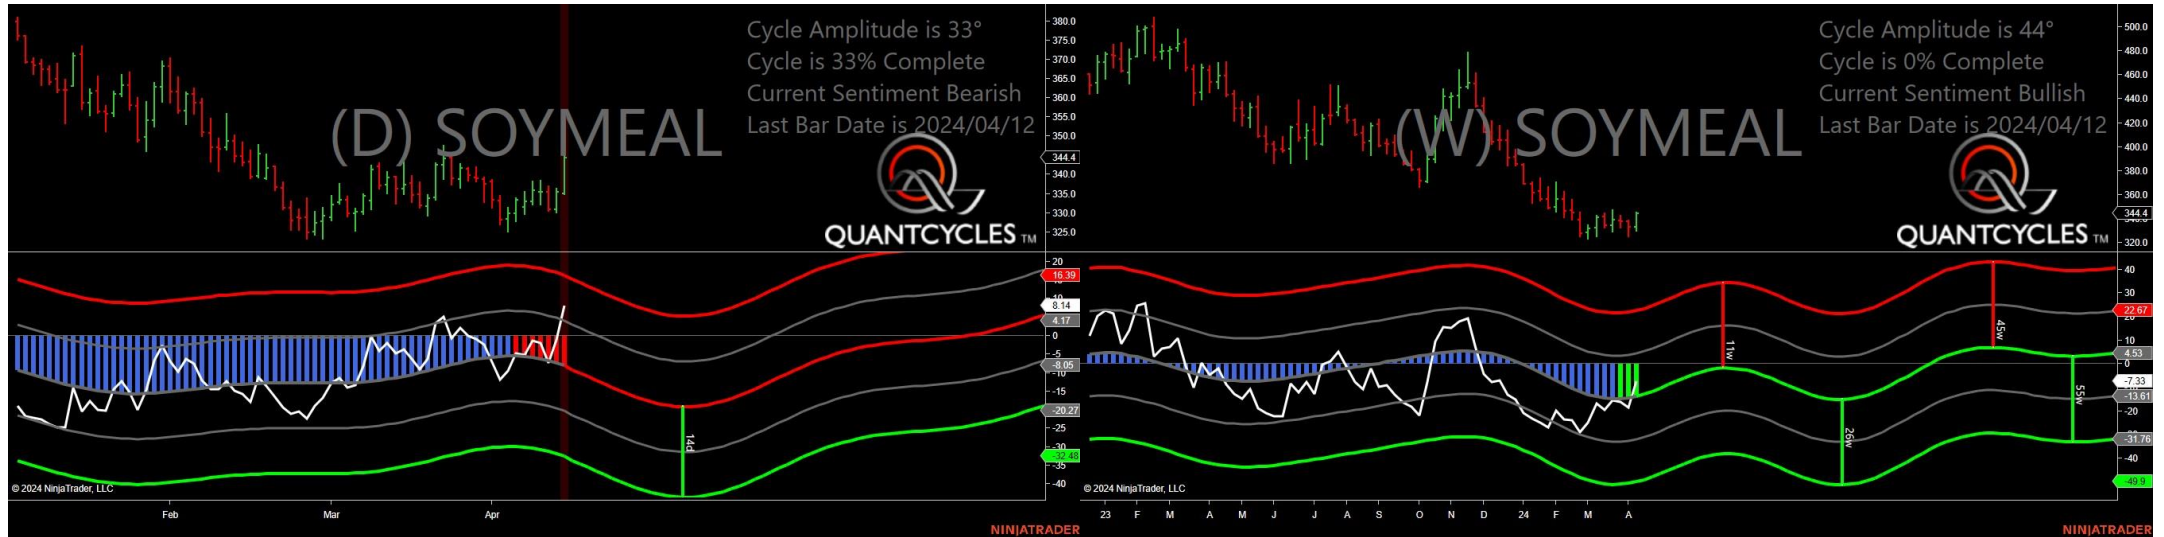 Cycle Amplitude is 33°
Cycle is 33% Complete
Current Sentiment Bearish
Last Bar Date is 2024/04/12
(D) SOYMEAL
QUANTCYCLES TM
380.0
375.0
370.0
365.0
360.0
355.0
350.0
344.4
340.0
335.0
330.0
325.0
20
16.39
8.14
4.17
0
-5
-8.05
-10
-15
-20.27
-25
-30
-32.48
-35
-40
14d
© 2024 NinjaTrader, LLC
Feb Mar Apr
NINJATRADER
Cycle Amplitude is 44°
Cycle is 0% Complete
Current Sentiment Bullish
Last Bar Date is 2024/04/12
(W) SOYMEAL
QUANTCYCLES TM
500.0
480.0
460.0
440.0
420.0
400.0
380.0
360.0
344.4
320.0
40
30
22.67
20
10
4.53
0
-7.33
-13.61
-20
-31.76
-40
-49.9
11w
26w
45w
55w
© 2024 NinjaTrader, LLC
23 F M A M J J A S O N D 24 F M A
NINJATRADER